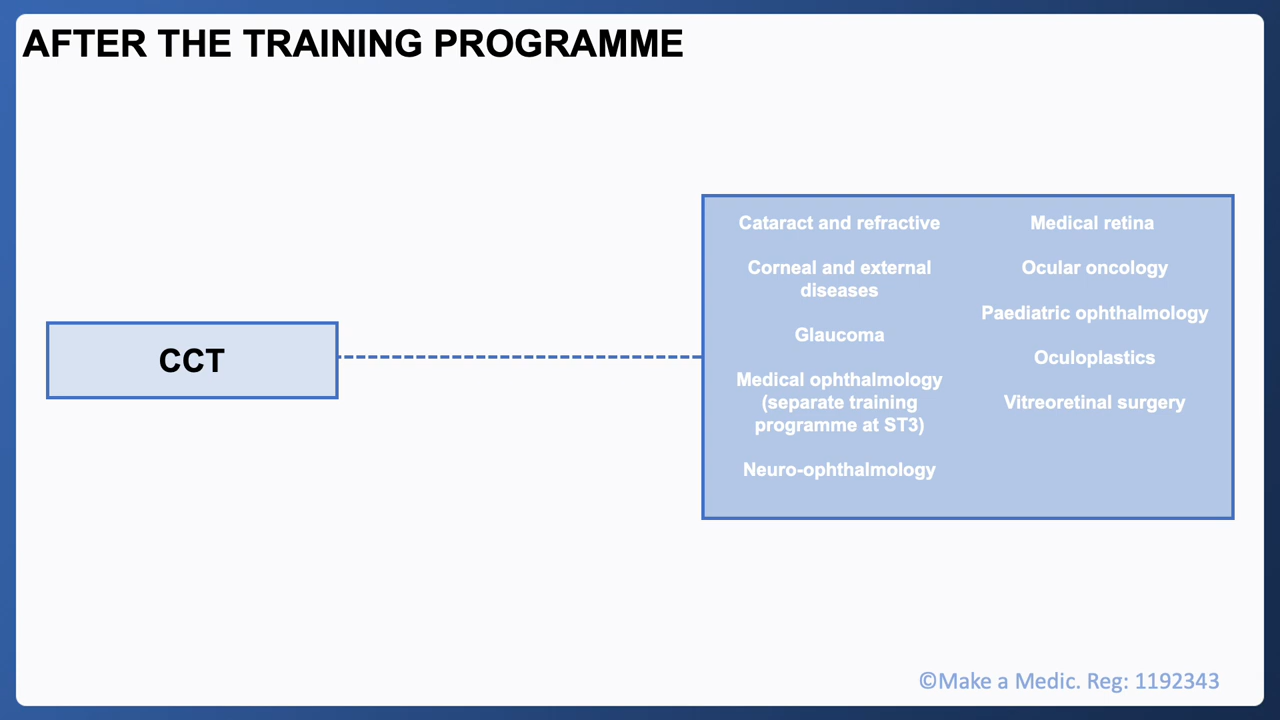 AFTER THE TRAINING PROGRAMME
CCT
Cataract and refractive
Corneal and external
diseases
Glaucoma
Medical ophthalmology
(separate training
programme at ST3)
Neuro-ophthalmology
Medical retina
Ocular oncology
Paediatric ophthalmology
Oculoplastics
Vitreoretinal surgery
©Make a Medic. Reg: 1192343